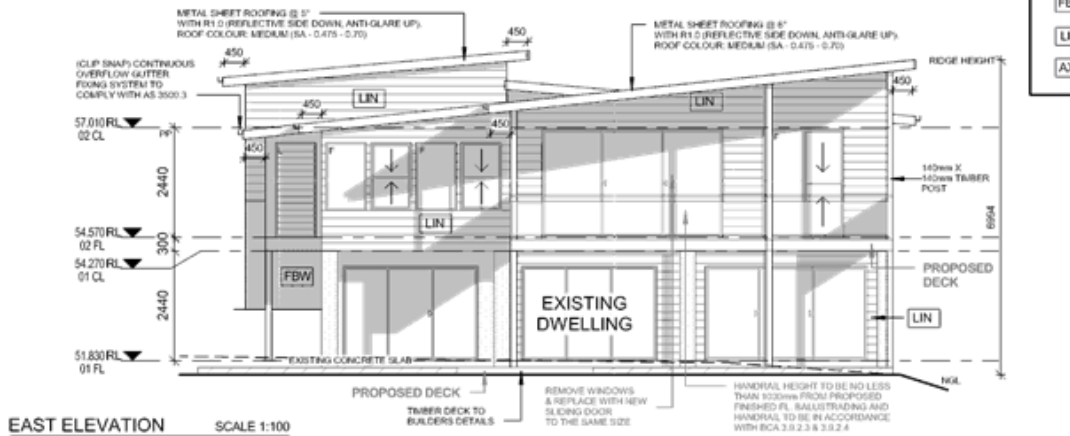 METAL SHEET ROOFING @ 5°
WITH R1.0 (REFLECTIVE SIDE DOWN, ANTI-GLARE UP).
ROOF COLOUR: MEDIUM (SA - 0.475 - 0.70)
METAL SHEET ROOFING @ 6°
WITH R1.0 (REFLECTIVE SIDE DOWN, ANTI-GLARE UP).
ROOF COLOUR: MEDIUM (SA - 0.475 - 0.70)
450
450
(CLIP SNAP) CONTINUOUS
OVERFLOW GUTTER
FIXING SYSTEM TO
COMPLY WITH AS 3500.3
RIDGE HEIGHT
LIN
LIN
450
450
450
450
57.010 RL
02 CL
2440
F
F
F
140mm X
140mm TIMBER
POST
LIN
54.570 RL
02 FL
300
54.270 RL
01 CL
6994
PROPOSED
DECK
FBW
2440
EXISTING
DWELLING
LIN
51.830 RL
01 FL
EXISTING CONCRETE SLAB
NGL
PROPOSED DECK
TIMBER DECK TO
BUILDERS DETAILS
REMOVE WINDOWS
& REPLACE WITH NEW
SLIDING DOOR
TO THE SAME SIZE
HANDRAIL HEIGHT TO BE NO LESS
THAN 1000mm FROM PROPOSED
FINISHED FL. BALUSTRADING AND
HANDRAIL TO BE IN ACCORDANCE
WITH BCA 3.9.2.3 & 3.9.2.4
EAST ELEVATION
SCALE 1:100